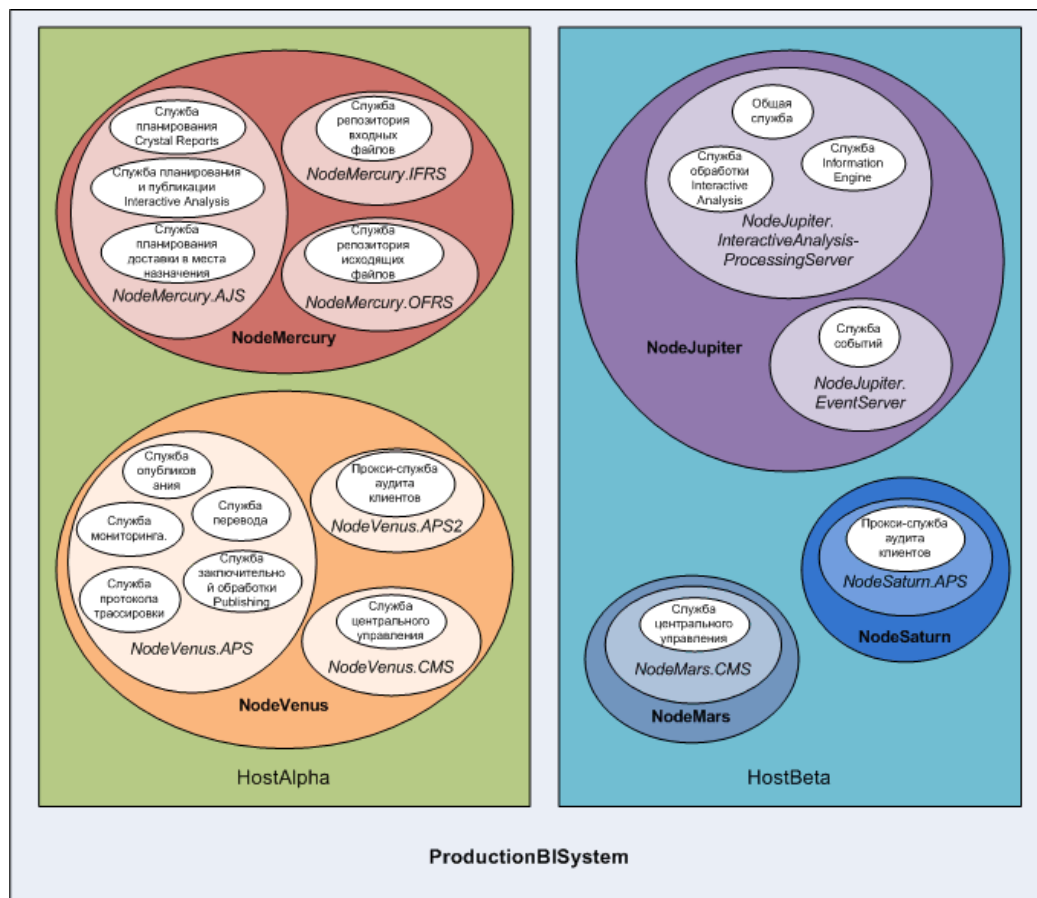 Служба
планирования
Crystal Reports
Служба планирования
и публикации
Interactive Analysis
Служба
планирования
доставки в места
назначения
NodeMercury.AJS
Служба
репозитория
входных
файлов
NodeMercury.IFRS
Служба
репозитория
исходящих
файлов
NodeMercury.OFRS
NodeMercury
Служба
опубликов
ания
Служба
мониторинга.
Служба
перевода
Служба
протокола
трассировки
Служба
заключительно
й обработки
Publishing
NodeVenus.APS
Прокси-служба
аудита
клиентов
NodeVenus.APS2
Служба
центрального
управления
NodeVenus.CMS
NodeVenus
HostAlpha
Общая
служба
Служба
обработки
Interactive
Analysis
Служба
Information
Engine
NodeJupiter.
InteractiveAnalysis-
ProcessingServer
NodeJupiter
Служба
событий
NodeJupiter.
EventServer
Прокси-служба
аудита
клиентов
NodeSaturn.APS
NodeSaturn
Служба
центрального
управления
NodeMars.CMS
NodeMars
HostBeta
ProductionBISystem